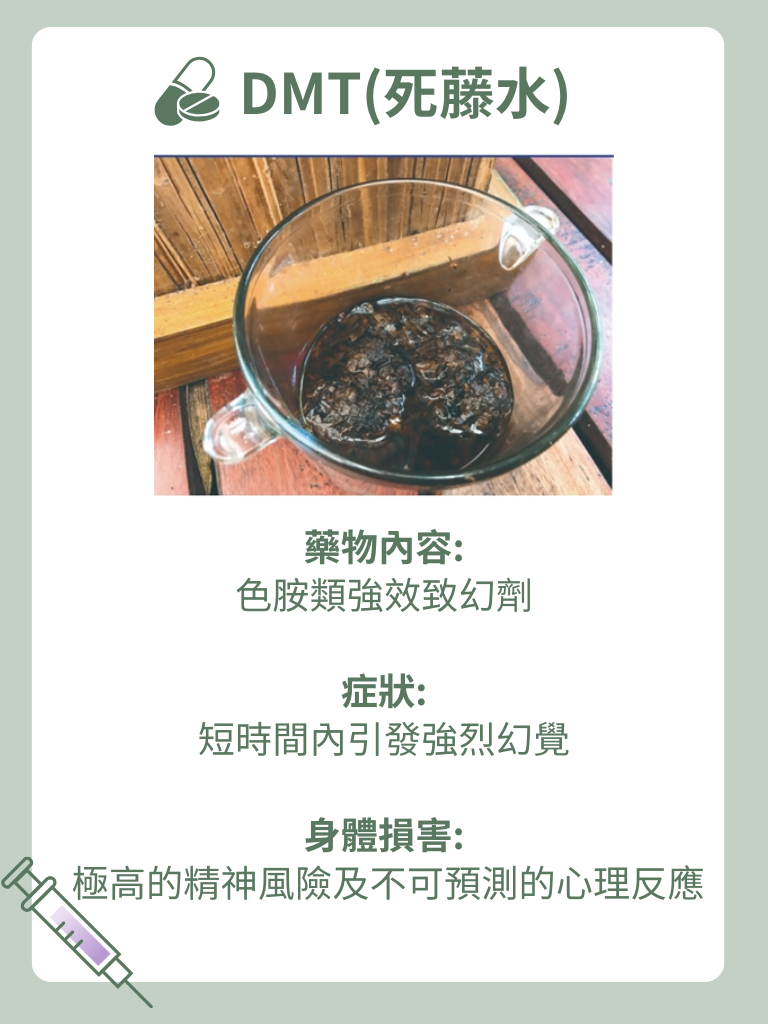 DMT(死藤水)
藥物內容:
色胺類強效致幻劑
症狀:
短時間內引發強烈幻覺
身體損害:
極高的精神風險及不可預測的心理反應